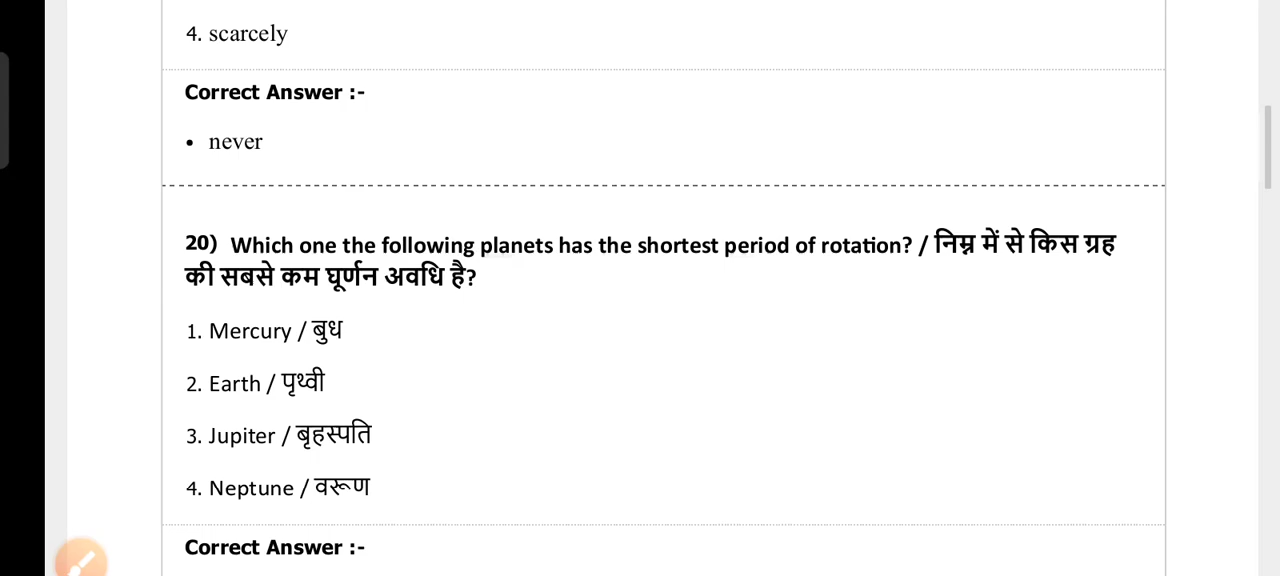 4. scarcely
Correct Answer :-
• never
20) Which one the following planets has the shortest period of rotation? / निम्न में से किस ग्रह
की सबसे कम घूर्णन अवधि है?
1. Mercury / बुध
2. Earth / पृथ्वी
3. Jupiter / बृहस्पति
4. Neptune / वरूण
Correct Answer :-